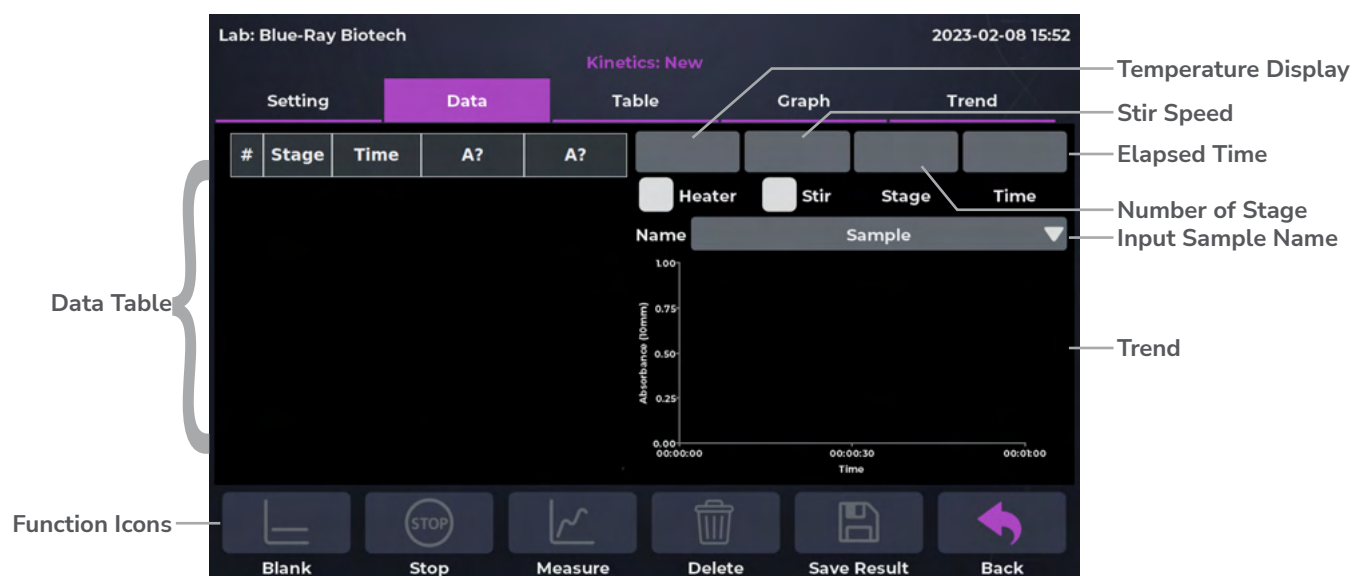 Lab: Blue-Ray Biotech 2023-02-08 15:52
Kinetics: New
Setting Data Table Graph Trend
# Stage Time A? A?
Heater Stir Stage Time
Name Sample
1.00
0.75
0.50
0.25
0.00
Absorbance (10mm)
00:00:00 00:00:30 00:01:00
Time
STOP
Blank Stop Measure Delete Save Result Back
Temperature Display
Stir Speed
Elapsed Time
Number of Stage
Input Sample Name
Trend
Data Table
Function Icons